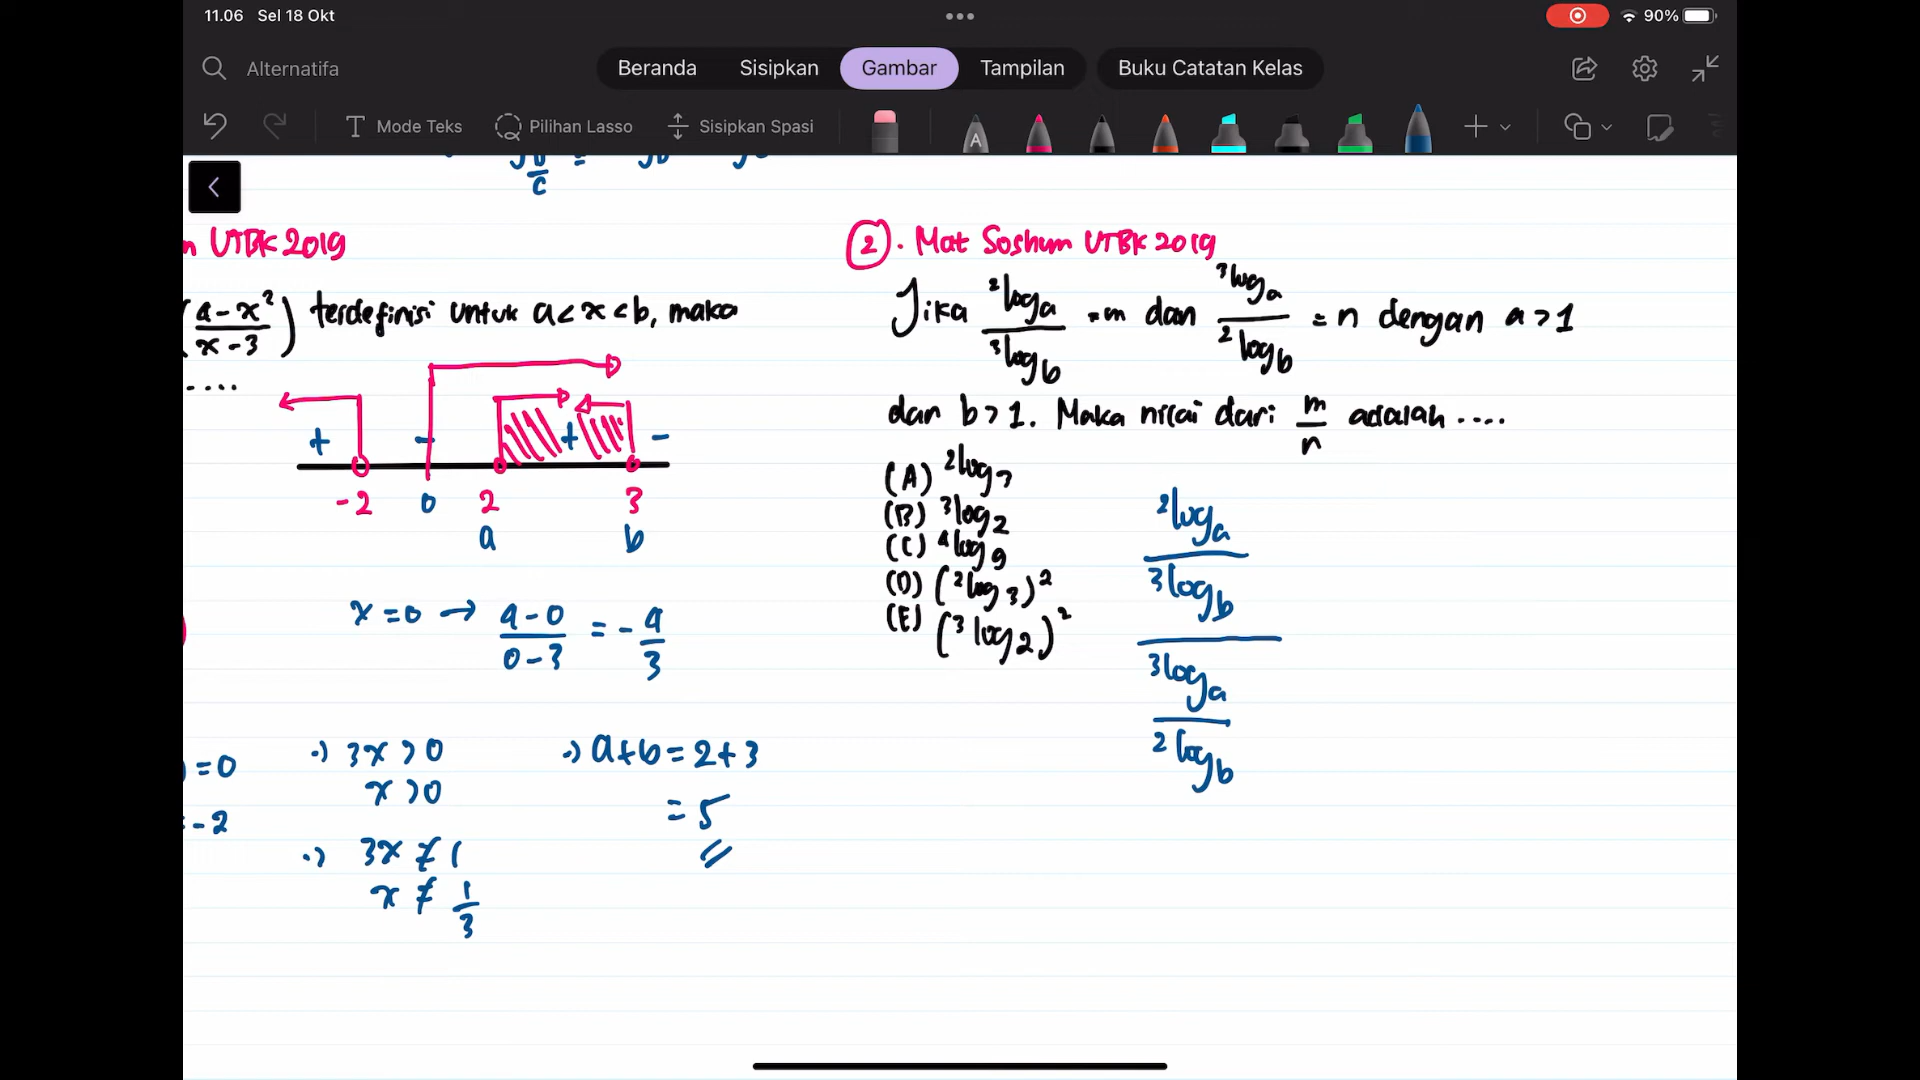 11.06 Sel 18 Okt
90%
Alternatifa
Beranda Sisipkan Gambar Tampilan Buku Catatan Kelas
T Mode Teks Pilihan Lasso Sisipkan Spasi
A
c
UTBK 2019
(4-x²/x-3) terdefinisi untuk a<x<b, maka
....
+ - + -
-2 0 2 3
a b
x=0 → 4-0/0-3 = -4/3
=0
=-2
∴) 3x>0
x>0
∴) 3x≠1
x≠1/3
∴) a+b=2+3
=5
2. Mat Soshum UTBK 2019
Jika ²log a/³log b =m dan ³log a/²log b =n dengan a>1
dan b>1. Maka nilai dari m/n adalah ....
(A) ²log 3
(B) ³log 2
(C) ⁴log 9
(D) (²log 3)²
(E) (³log 2)²
²log a
³log b
³log a
²log b